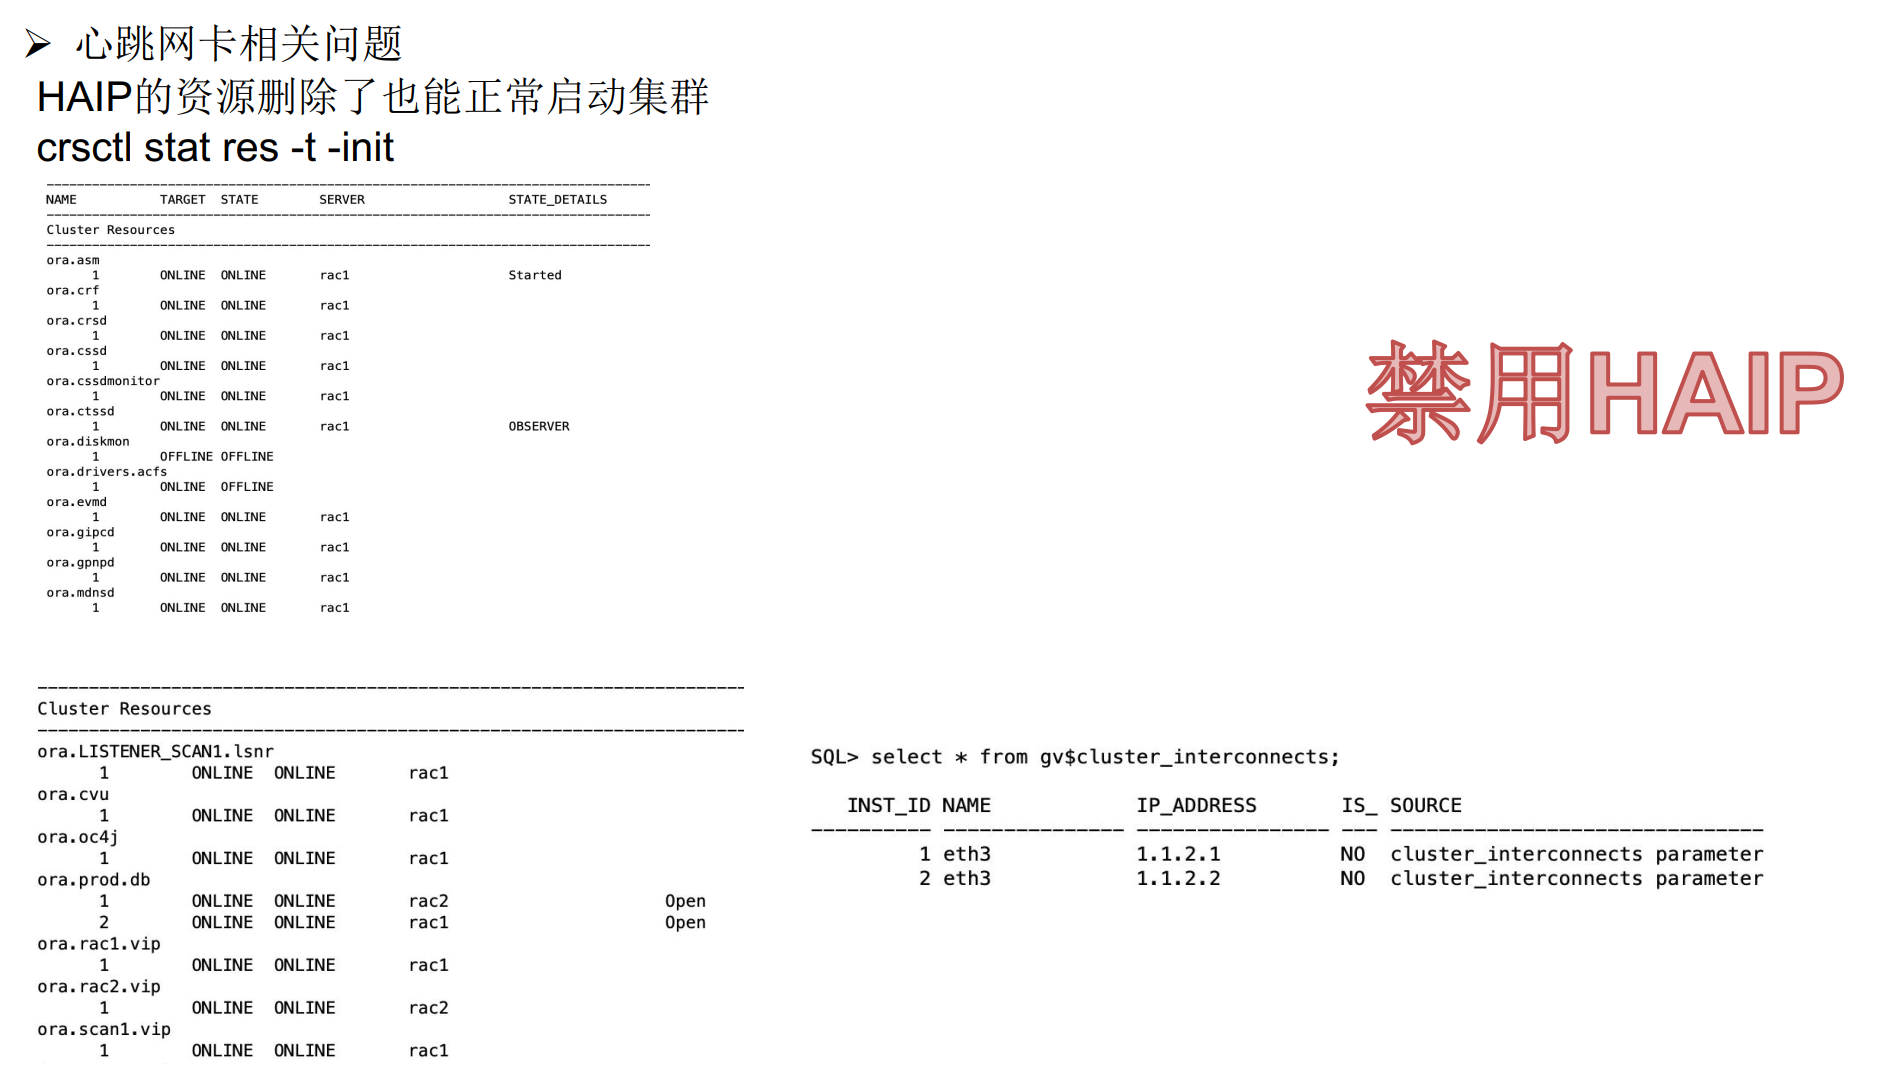 ➢ 心跳网卡相关问题
HAIP的资源删除了也能正常启动集群
crsctl stat res -t -init
--------------------------------------------------------------------------------
NAME           TARGET  STATE        SERVER                   STATE_DETAILS
--------------------------------------------------------------------------------
Cluster Resources
--------------------------------------------------------------------------------
ora.asm
      1        ONLINE  ONLINE       rac1                     Started
ora.crf
      1        ONLINE  ONLINE       rac1
ora.crsd
      1        ONLINE  ONLINE       rac1
ora.cssd
      1        ONLINE  ONLINE       rac1
ora.cssdmonitor
      1        ONLINE  ONLINE       rac1
ora.ctssd
      1        ONLINE  ONLINE       rac1                     OBSERVER
ora.diskmon
      1        OFFLINE OFFLINE
ora.drivers.acfs
      1        ONLINE  OFFLINE
ora.evmd
      1        ONLINE  ONLINE       rac1
ora.gipcd
      1        ONLINE  ONLINE       rac1
ora.gpnpd
      1        ONLINE  ONLINE       rac1
ora.mdnsd
      1        ONLINE  ONLINE       rac1
禁用HAIP
--------------------------------------------------------------------------------
Cluster Resources
--------------------------------------------------------------------------------
ora.LISTENER_SCAN1.lsnr
      1        ONLINE  ONLINE       rac1
ora.cvu
      1        ONLINE  ONLINE       rac1
ora.oc4j
      1        ONLINE  ONLINE       rac1
ora.prod.db
      1        ONLINE  ONLINE       rac2                     Open
      2        ONLINE  ONLINE       rac1                     Open
ora.rac1.vip
      1        ONLINE  ONLINE       rac1
ora.rac2.vip
      1        ONLINE  ONLINE       rac2
ora.scan1.vip
      1        ONLINE  ONLINE       rac1
SQL> select * from gv$cluster_interconnects;
   INST_ID NAME            IP_ADDRESS       IS_ SOURCE
---------- --------------- ---------------- --- -------------------------------
         1 eth3            1.1.2.1          NO  cluster_interconnects parameter
         2 eth3            1.1.2.2          NO  cluster_interconnects parameter